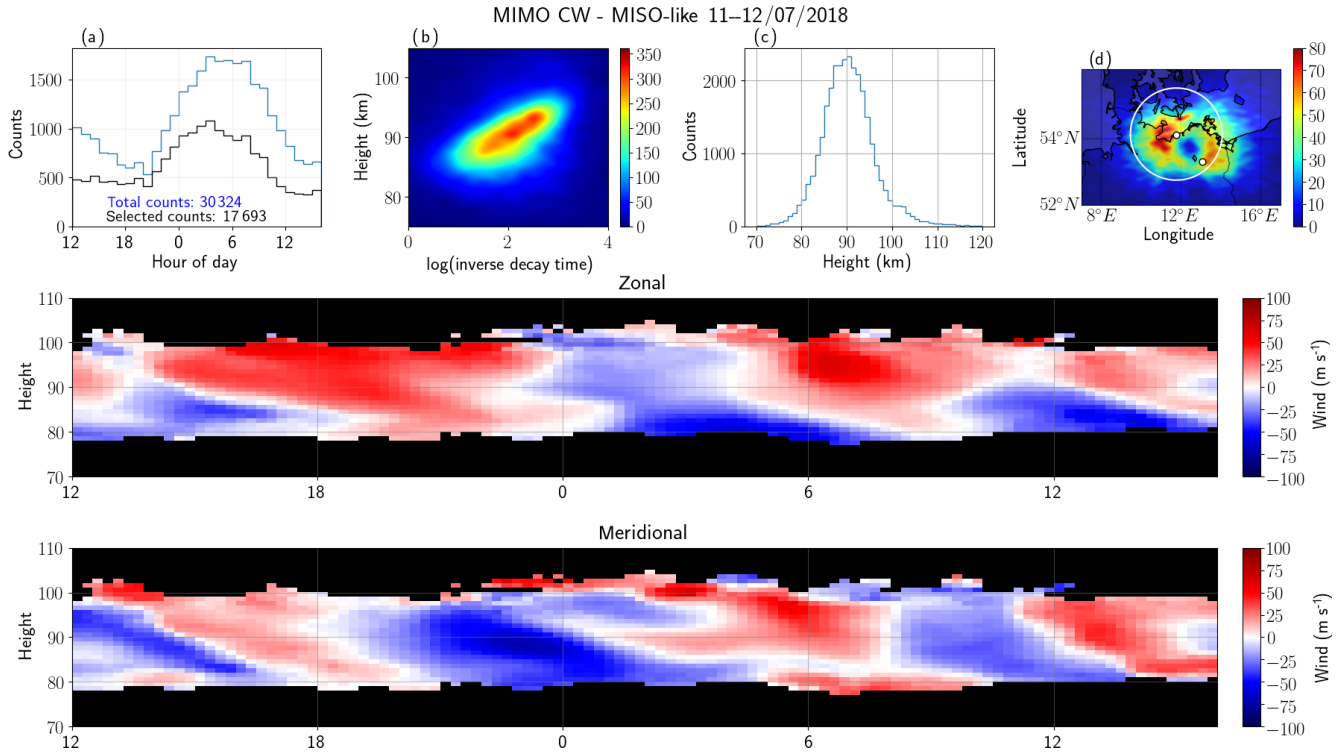 MIMO CW - MISO-like 11--12/07/2018
(a)
(b)
(c)
(d)
Counts
1500
1000
500
0
12 18 0 6 12
Hour of day
Total counts: 30 324
Selected counts: 17 693
Height (km)
100
90
80
0 2 4
log(inverse decay time)
350
300
250
200
150
100
50
0
Counts
2000
1000
0
70 80 90 100 110 120
Height (km)
Latitude
54°N
52°N
8°E 12°E 16°E
Longitude
80
70
60
50
40
30
20
10
0
Zonal
Height
110
100
90
80
70
12 18 0 6 12
100
75
50
25
0
−25
−50
−75
−100
Wind (m s⁻¹)
Meridional
Height
110
100
90
80
70
12 18 0 6 12
100
75
50
25
0
−25
−50
−75
−100
Wind (m s⁻¹)